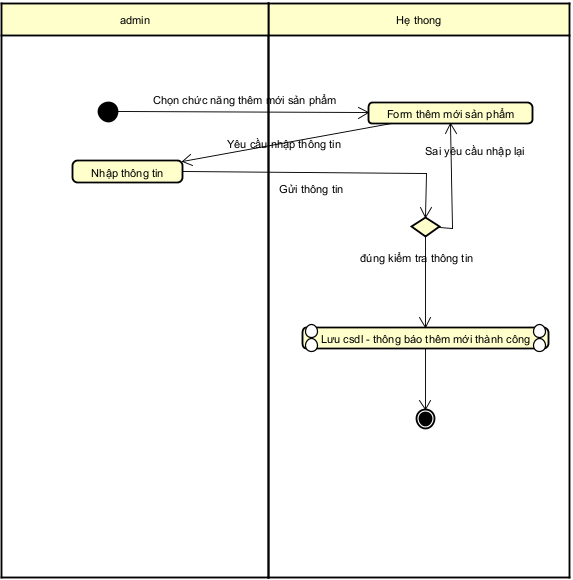 admin
Hẹ thong
Chọn chức năng thêm mới sản phẩm
Form thêm mới sản phẩm
Yêu cầu nhập thông tin
Sai yêu cầu nhập lại
Nhập thông tin
Gửi thông tin
đúng kiểm tra thông tin
Lưu csdl - thông báo thêm mới thành công